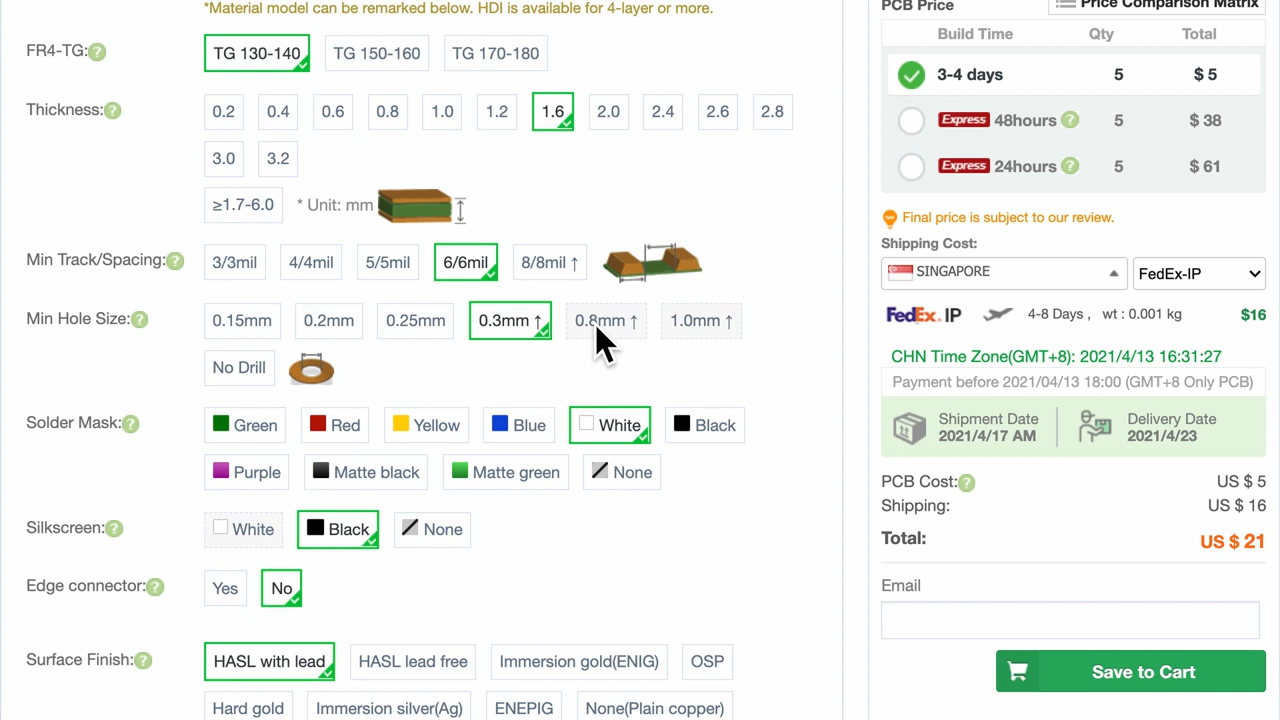 *Material model can be remarked below. HDI is available for 4-layer or more.
FR4-TG:? TG 130-140 TG 150-160 TG 170-180
Thickness:? 0.2 0.4 0.6 0.8 1.0 1.2 1.6 2.0 2.4 2.6 2.8
3.0 3.2
≥1.7-6.0 * Unit: mm
Min Track/Spacing:? 3/3mil 4/4mil 5/5mil 6/6mil 8/8mil ↑
Min Hole Size:? 0.15mm 0.2mm 0.25mm 0.3mm ↑ 0.8mm ↑ 1.0mm ↑
No Drill
Solder Mask:? Green Red Yellow Blue White Black
Purple Matte black Matte green None
Silkscreen:? White Black None
Edge connector:? Yes No
Surface Finish:? HASL with lead HASL lead free Immersion gold(ENIG) OSP
Hard gold Immersion silver(Ag) ENEPIG None(Plain copper)
PCB Price Price Comparison Matrix
Build Time Qty Total
3-4 days 5 $ 5
Express 48hours ? 5 $ 38
Express 24hours ? 5 $ 61
Final price is subject to our review.
Shipping Cost:
SINGAPORE FedEx-IP
FedEx. IP 4-8 Days , wt : 0.001 kg $16
CHN Time Zone(GMT+8): 2021/4/13 16:31:27
Payment before 2021/04/13 18:00 (GMT+8 Only PCB)
Shipment Date Delivery Date
2021/4/17 AM 2021/4/23
PCB Cost:? US $ 5
Shipping: US $ 16
Total: US $ 21
Email
Save to Cart